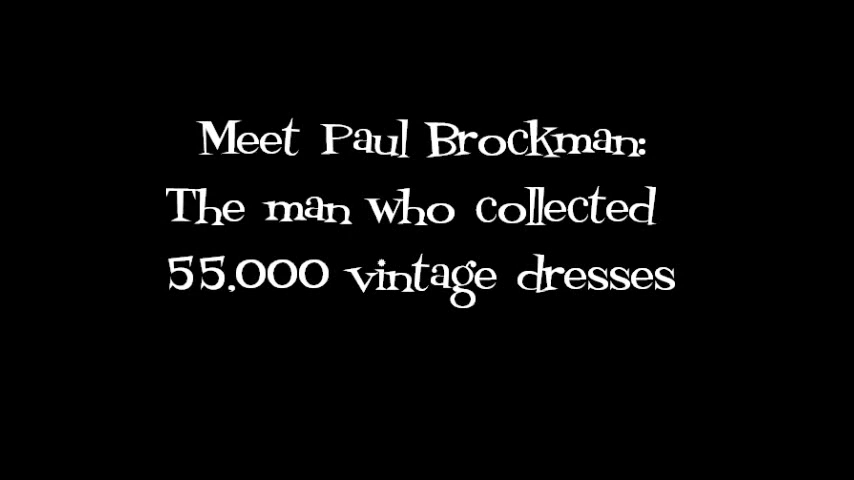 Meet Paul Brockman:
The man who collected
55,000 vintage dresses